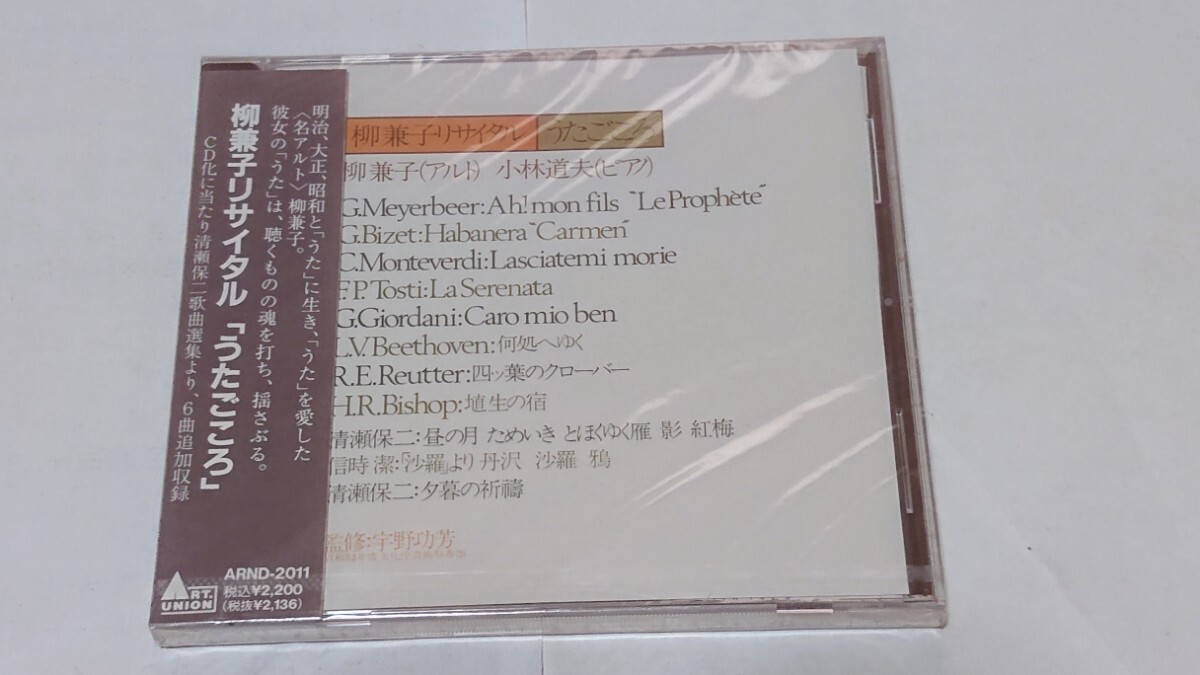 明治、大正、昭和と「うた」に生き、「うた」を愛した
〈名アルト〉柳兼子。
彼女の「うた」は、聴くものの魂を打ち、揺さぶる。
柳兼子リサイタル「うたごころ」
CD化に当たり清瀬保二歌曲選集より、6曲追加収録
ART.
UNION
ARND-2011
税込¥2,200
(税抜¥2,136)
柳兼子リサイタル うたごころ
柳兼子(アルト) 小林道夫(ピアノ)
G.Meyerbeer:Ah! mon fils "Le Prophète"
G.Bizet:Habanera "Carmen"
C.Monteverdi:Lasciatemi morie
F.P.Tosti:La Serenata
G.Giordani:Caro mio ben
L.V.Beethoven:何処へゆく
R.E.Reutter:四ッ葉のクローバー
H.R.Bishop:埴生の宿
清瀬保二:昼の月 ためいき とほくゆく雁 影 紅梅
信時 潔:「沙羅」より 丹沢 沙羅 鴉
清瀬保二:夕暮の祈禱
監修:宇野功芳